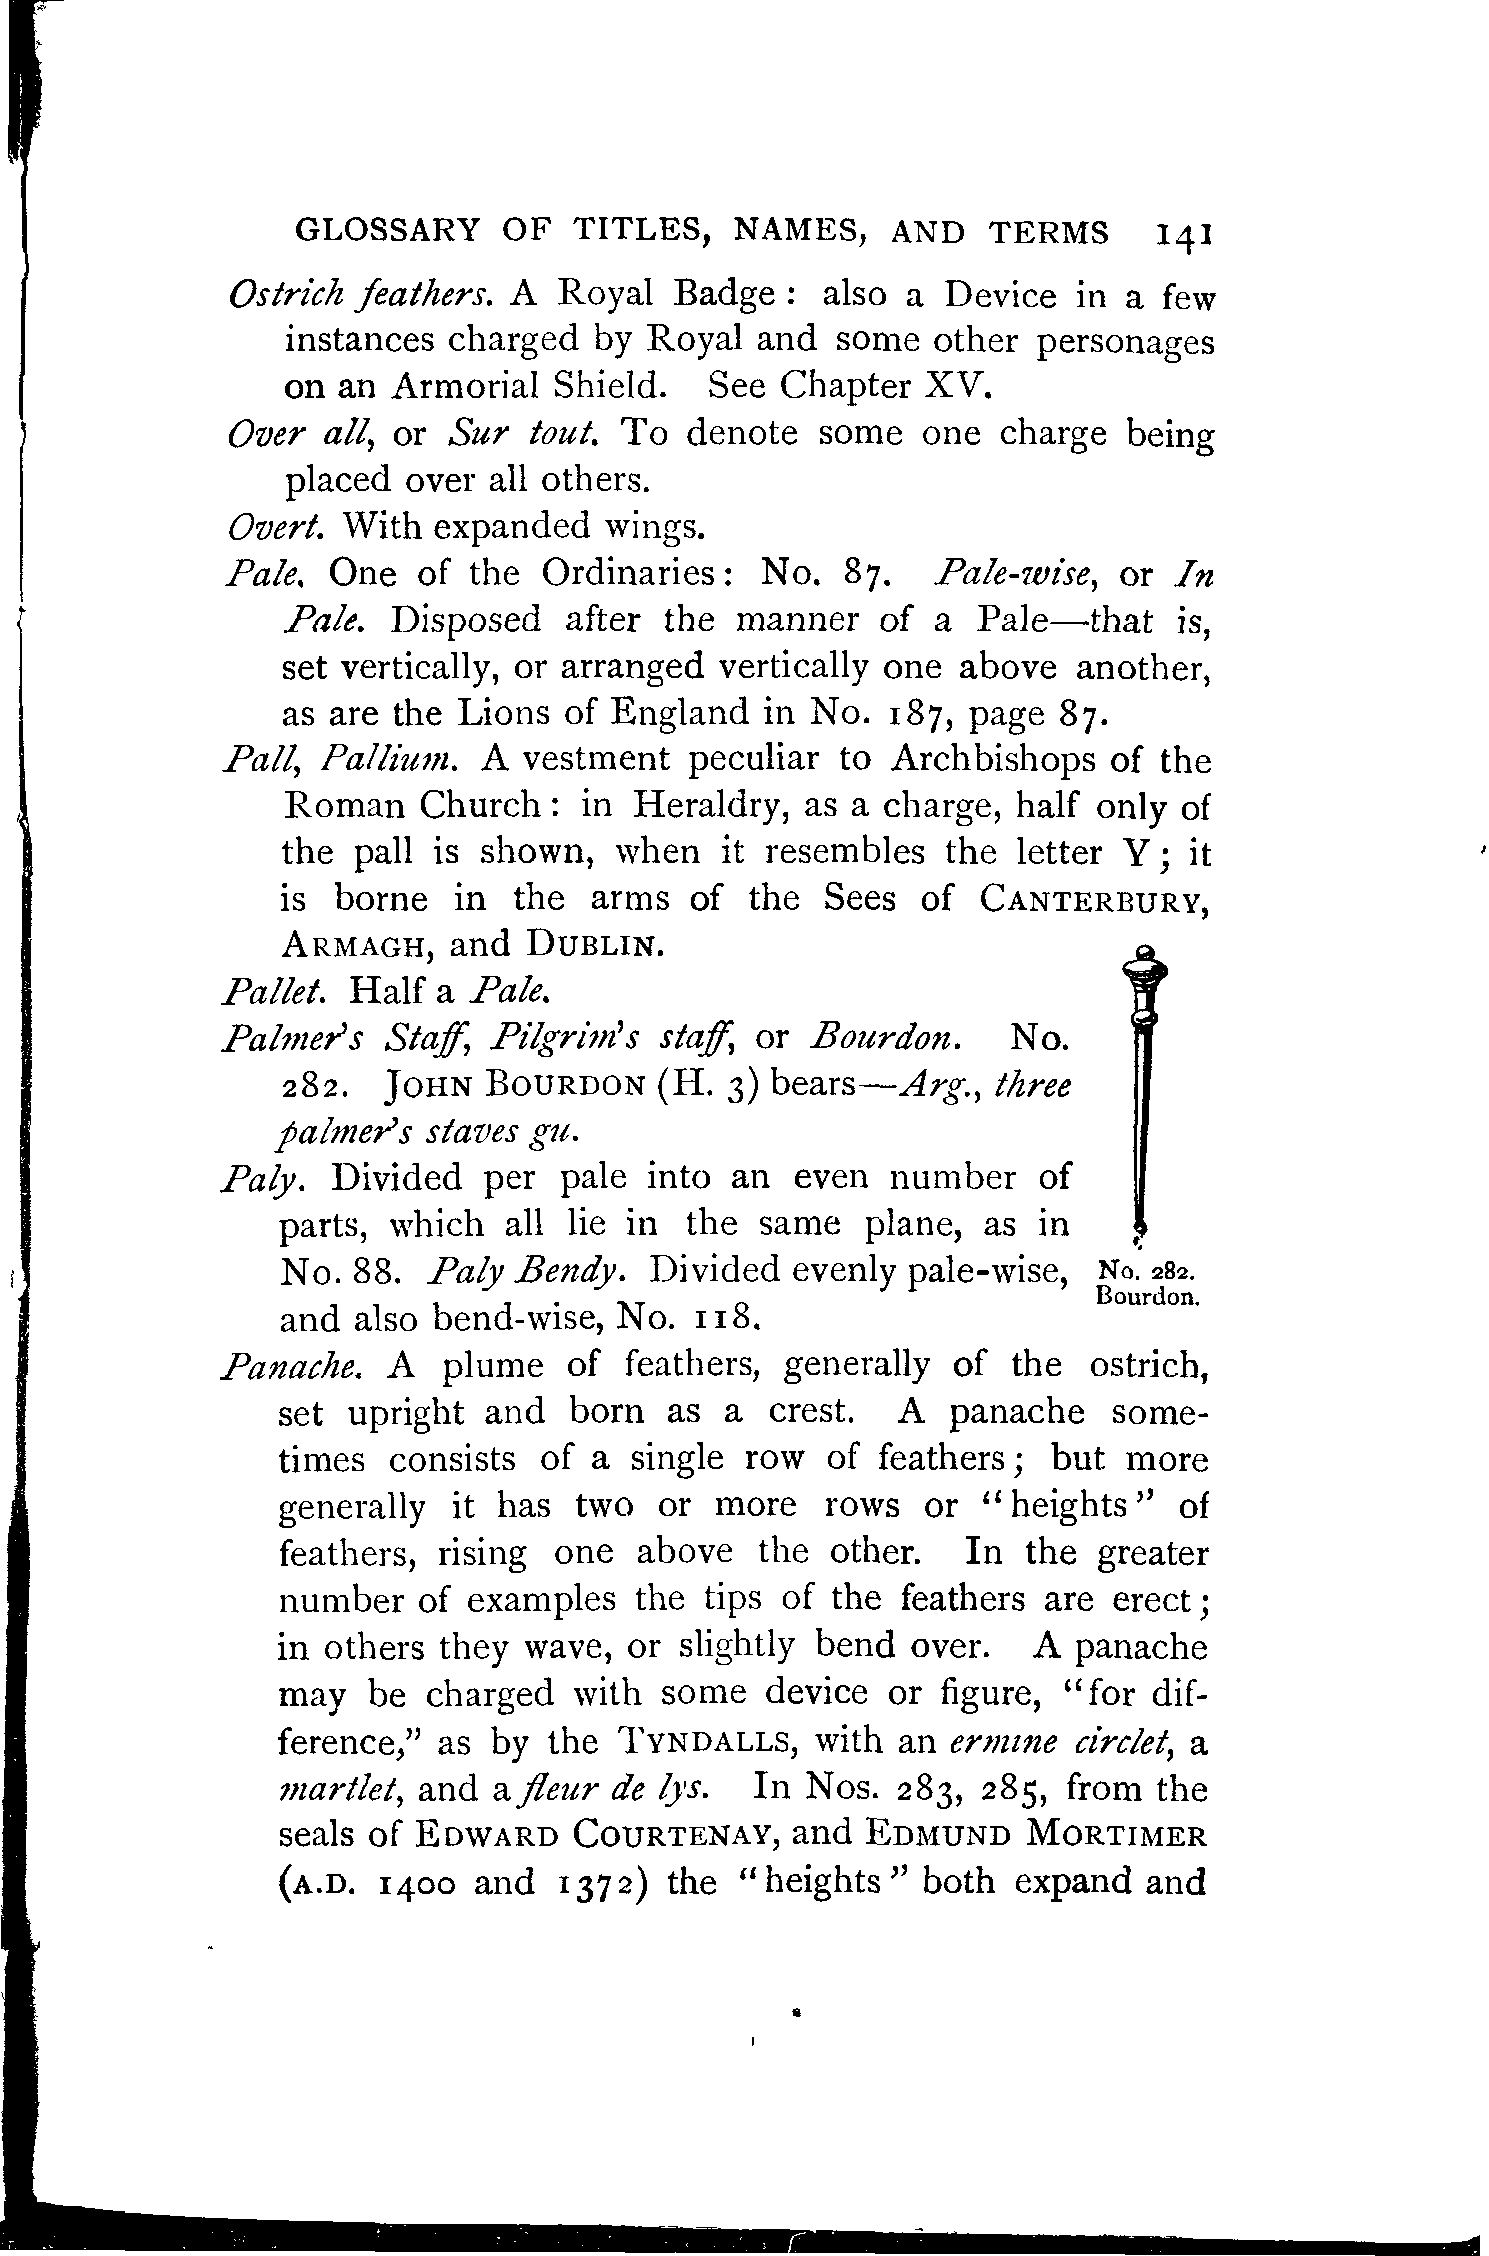 GLOSSARY OF TITLES, NAMES, AND TERMS 141
Ostrich feathers. A Royal Badge : also a Device in a few
instances charged by Royal and some other personages
on an Armorial Shield. See Chapter XV.
Over all, or Sur tout. To denote some one charge being
placed over all others.
Overt. With expanded wings.
Pale. One of the Ordinaries: No. 87. Pale-wise, or In
Pale. Disposed after the manner of a Pale—that is,
set vertically, or arranged vertically one above another,
as are the Lions of England in No. 187, page 87.
Pall, Pallium. A vestment peculiar to Archbishops of the
Roman Church : in Heraldry, as a charge, half only of
the pall is shown, when it resembles the letter Y ; it
is borne in the arms of the Sees of CANTERBURY,
ARMAGH, and DUBLIN.
Pallet. Half a Pale.
Palmer's Staff, Pilgrim's staff, or Bourdon. No.
282. JOHN BOURDON (H. 3) bears—Arg., three
palmer's staves gu.
Paly. Divided per pale into an even number of
parts, which all lie in the same plane, as in
No. 88. Paly Bendy. Divided evenly pale-wise,
and also bend-wise, No. 118.
No. 282.
Bourdon.
Panache. A plume of feathers, generally of the ostrich,
set upright and born as a crest. A panache some-
times consists of a single row of feathers ; but more
generally it has two or more rows or "heights" of
feathers, rising one above the other. In the greater
number of examples the tips of the feathers are erect ;
in others they wave, or slightly bend over. A panache
may be charged with some device or figure, "for dif-
ference," as by the TYNDALLS, with an ermine circlet, a
martlet, and a fleur de lys. In Nos. 283, 285, from the
seals of EDWARD COURTENAY, and EDMUND MORTIMER
(A.D. 1400 and 1372) the "heights" both expand and